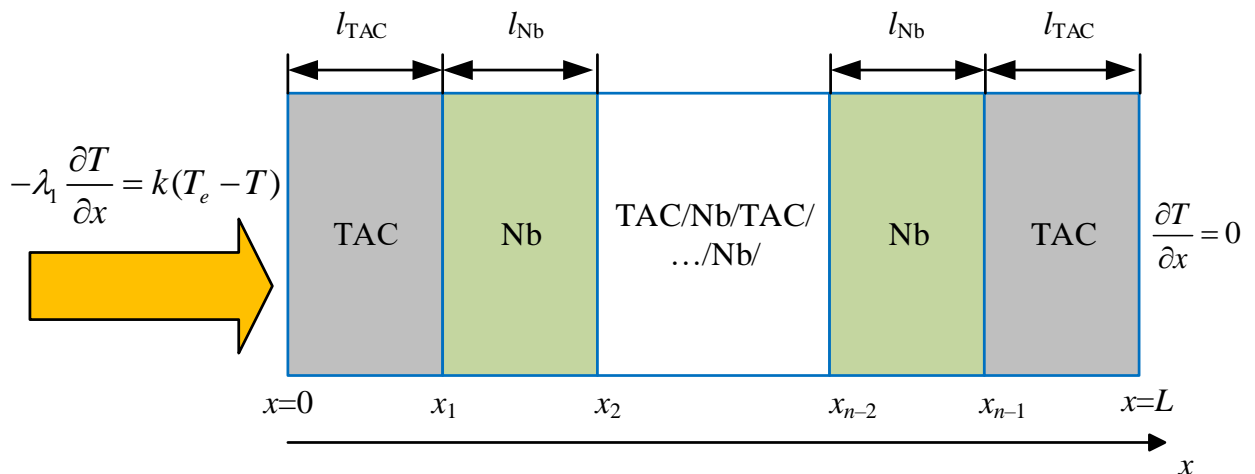 l_TAC l_Nb l_Nb l_TAC
−λ₁ ∂T/∂x = k(T_e − T)
TAC Nb TAC/Nb/TAC/ Nb TAC
…/Nb/
∂T/∂x = 0
x=0 x₁ x₂ x_{n−2} x_{n−1} x=L
x